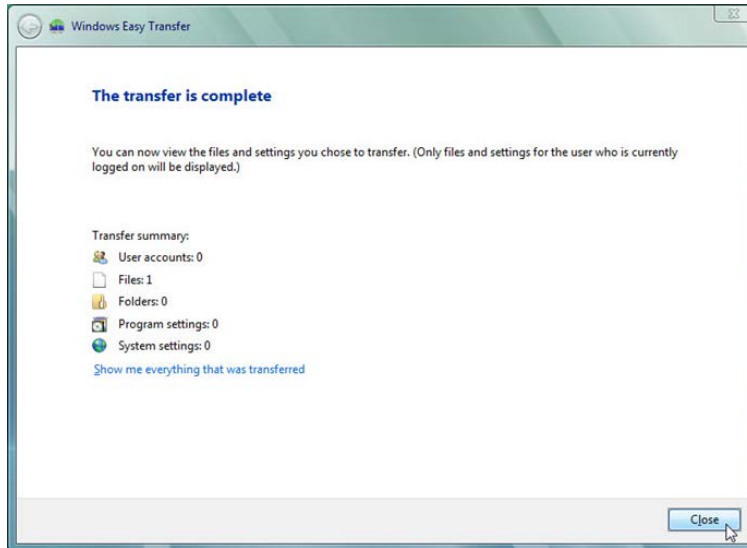 Windows Easy Transfer
The transfer is complete
You can now view the files and settings you chose to transfer. (Only files and settings for the user who is currently
logged on will be displayed.)
Transfer summary:
User accounts: 0
Files: 1
Folders: 0
Program settings: 0
System settings: 0
Show me everything that was transferred
Close